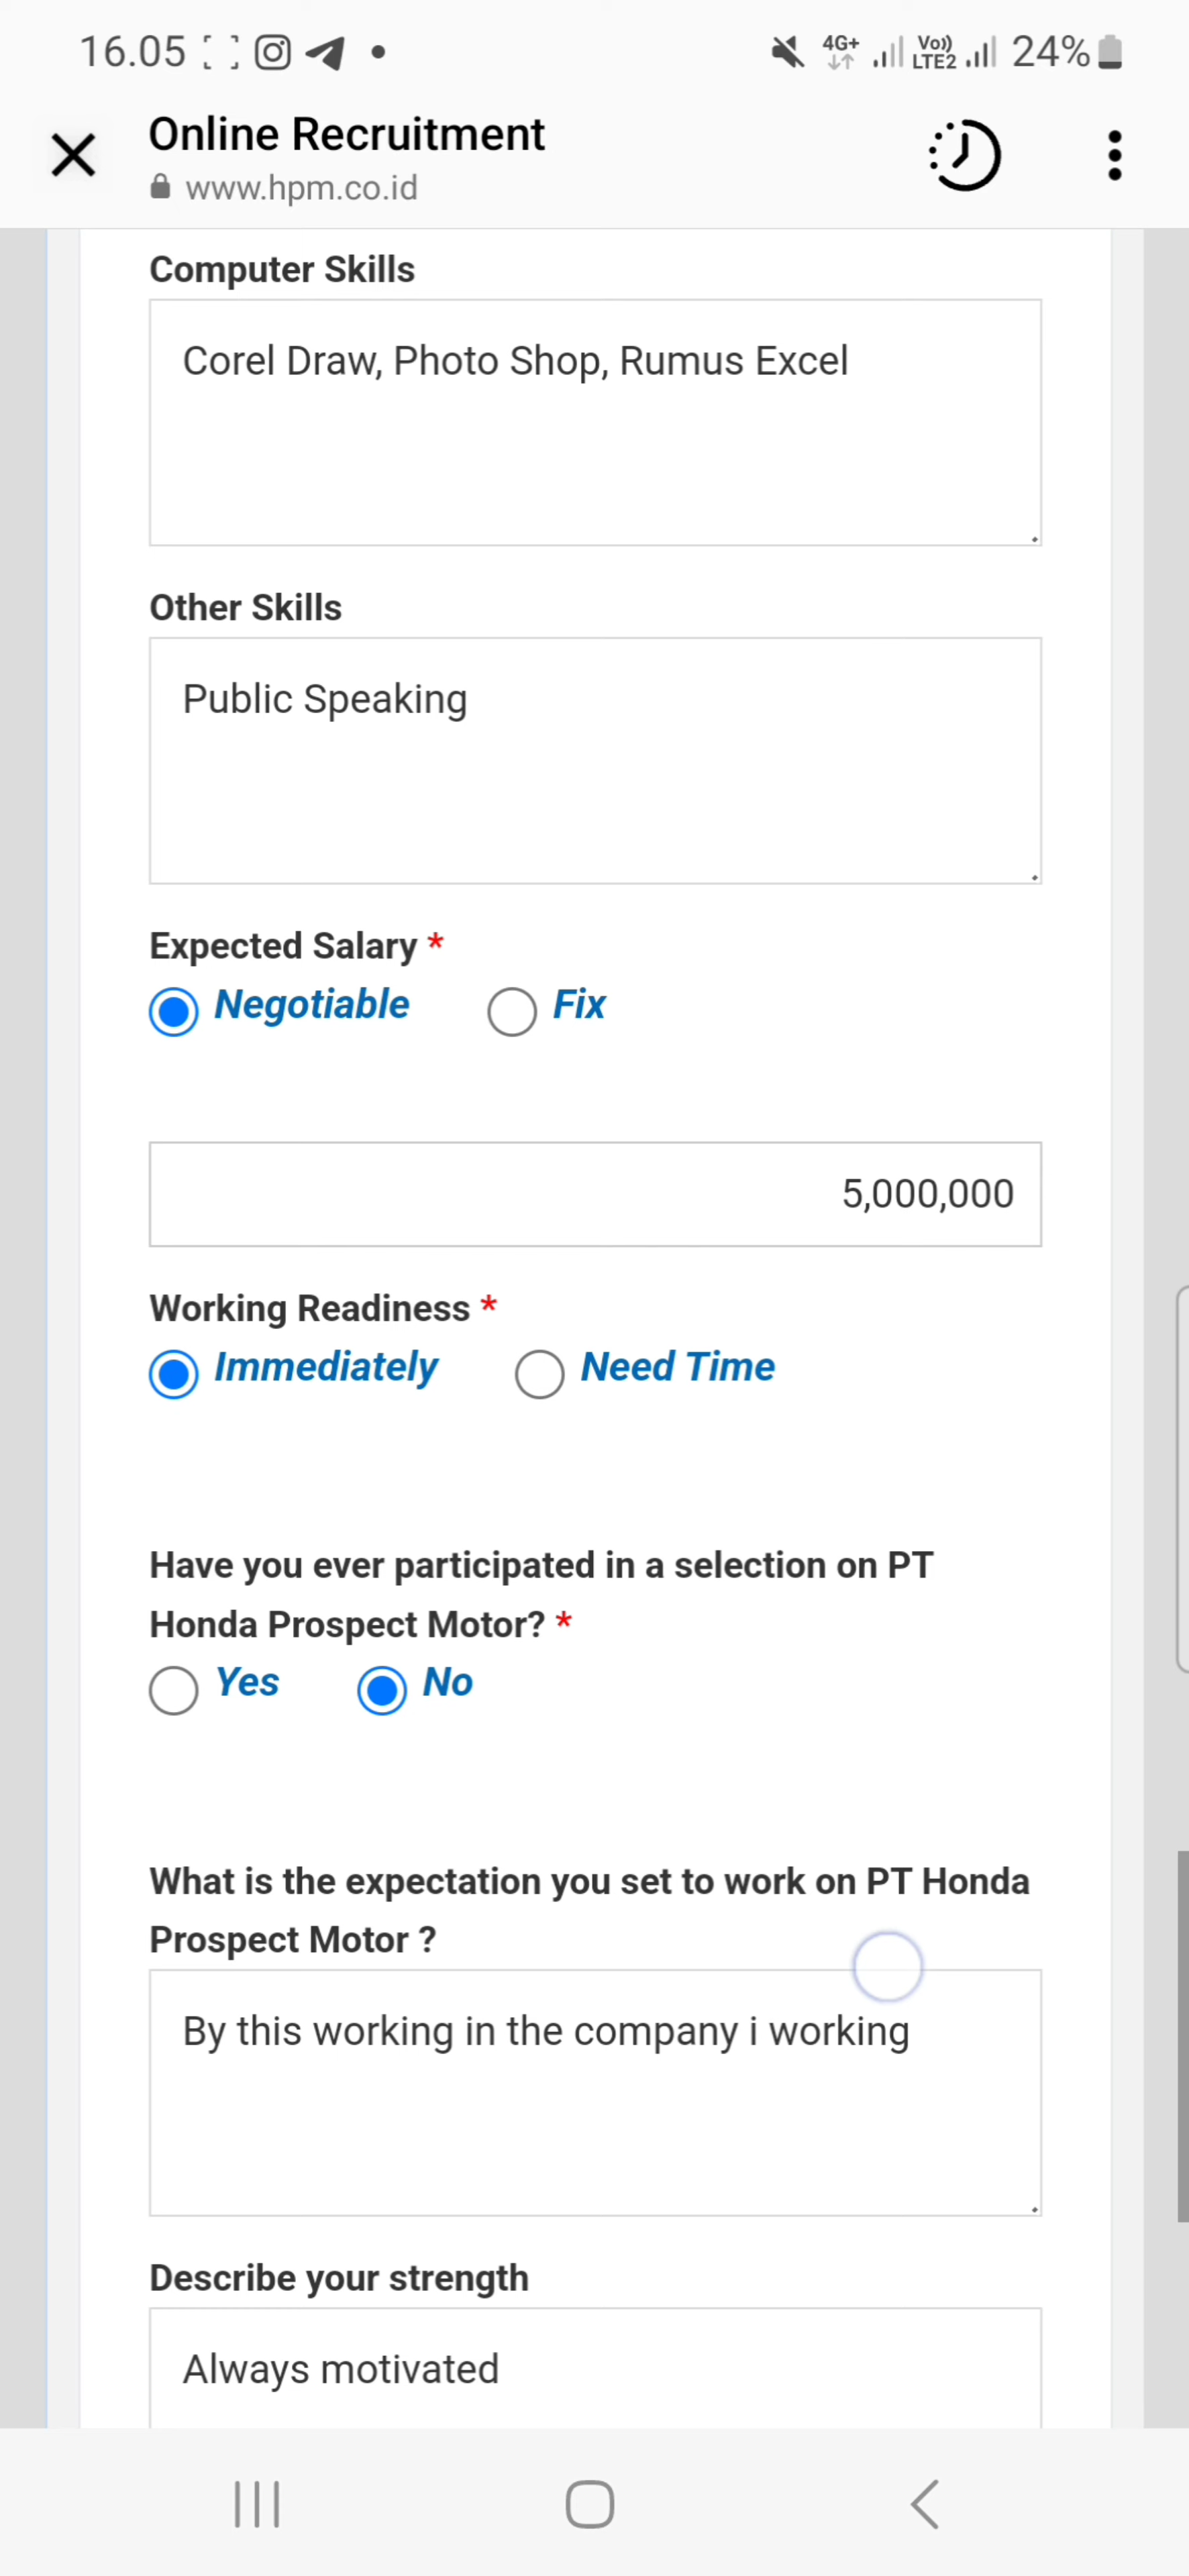 16.05
4G+ Vo)) LTE2 24%
Online Recruitment
www.hpm.co.id
Computer Skills
Corel Draw, Photo Shop, Rumus Excel
Other Skills
Public Speaking
Expected Salary *
Negotiable Fix
5,000,000
Working Readiness *
Immediately Need Time
Have you ever participated in a selection on PT
Honda Prospect Motor? *
Yes No
What is the expectation you set to work on PT Honda
Prospect Motor ?
By this working in the company i working
Describe your strength
Always motivated